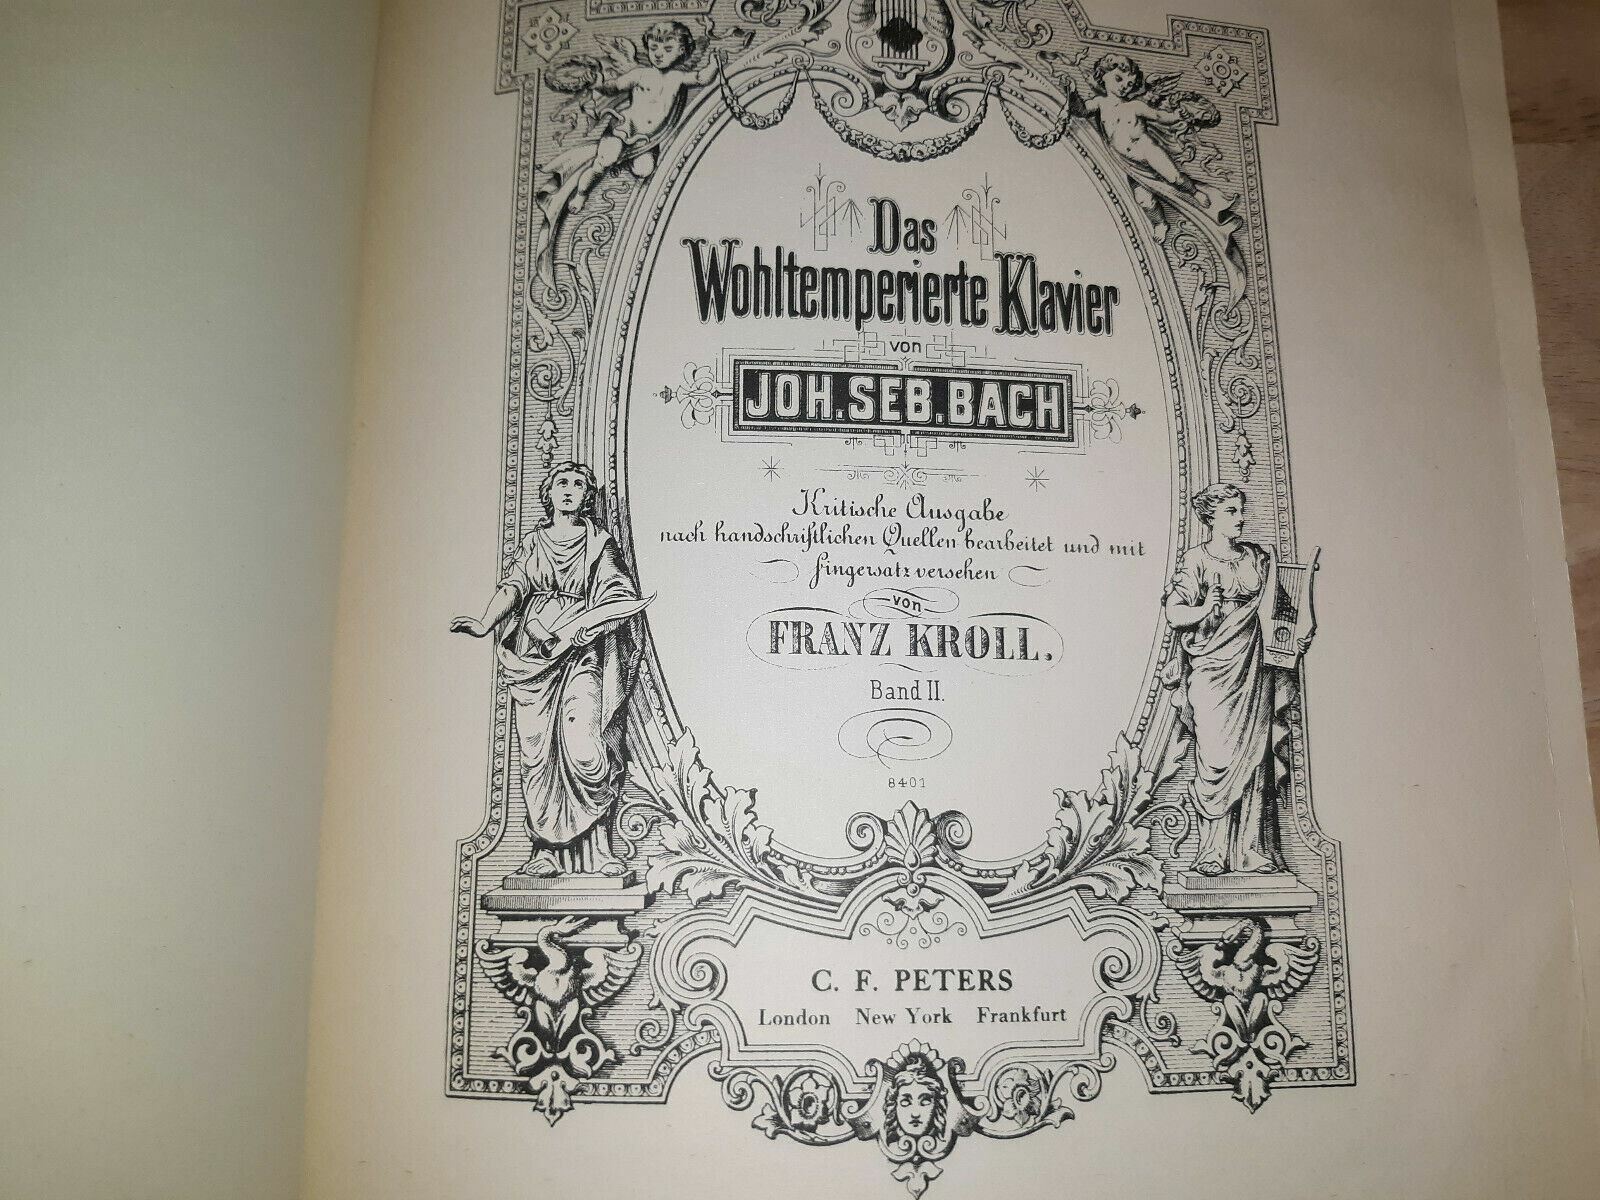 Das
Wohltemperierte Klavier
von
JOH. SEB. BACH
Kritische Ausgabe
nach handschriftlichen Quellen bearbeitet und mit
Fingersatz versehen
von
FRANZ KROLL.
Band II.
8401
C. F. PETERS
London New York Frankfurt